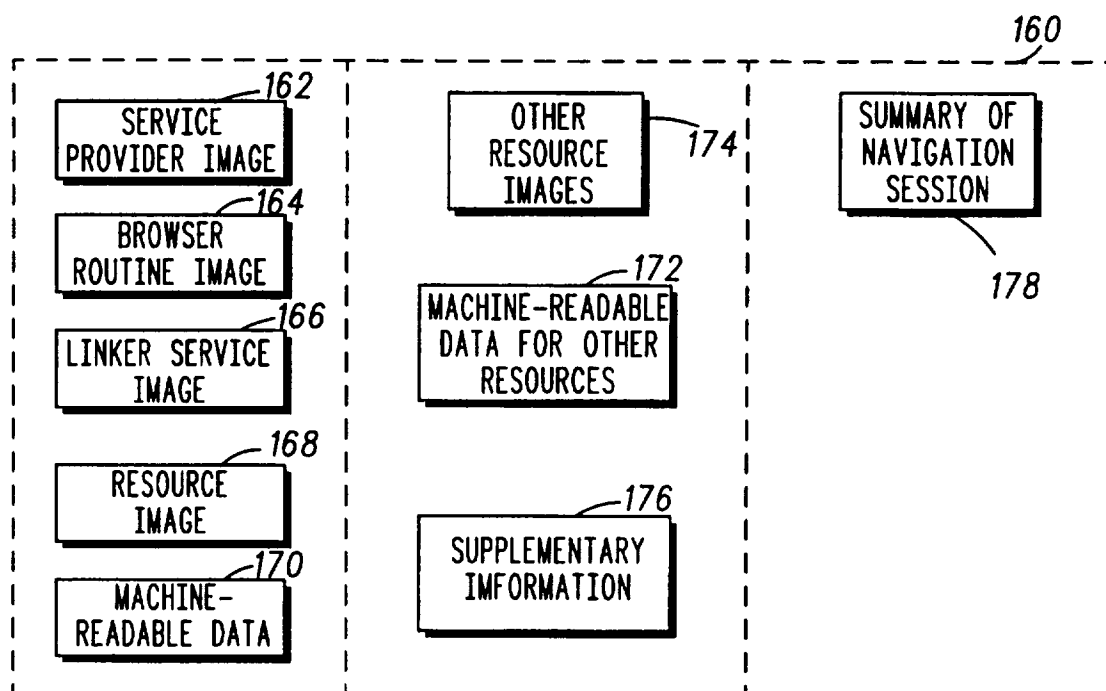 160
162
SERVICE
PROVIDER IMAGE
164
BROWSER
ROUTINE IMAGE
166
LINKER SERVICE
IMAGE
168
RESOURCE
IMAGE
170
MACHINE-
READABLE DATA
OTHER
RESOURCE
IMAGES
174
172
MACHINE-READABLE
DATA FOR OTHER
RESOURCES
176
SUPPLEMENTARY
IMFORMATION
SUMMARY OF
NAVIGATION
SESSION
178